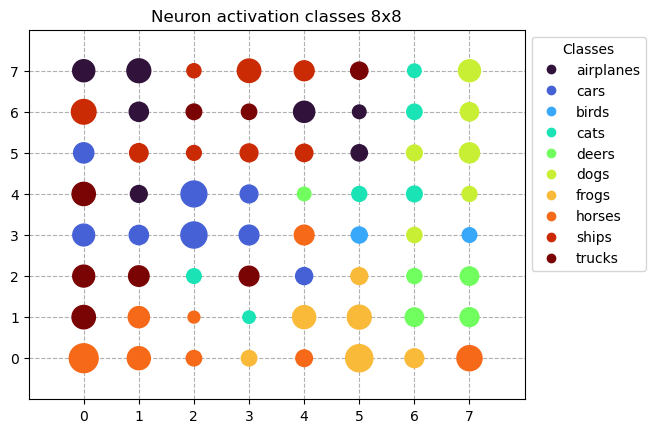 Neuron activation classes 8x8
7
6
5
4
3
2
1
0
0 1 2 3 4 5 6 7
Classes
airplanes
cars
birds
cats
deers
dogs
frogs
horses
ships
trucks